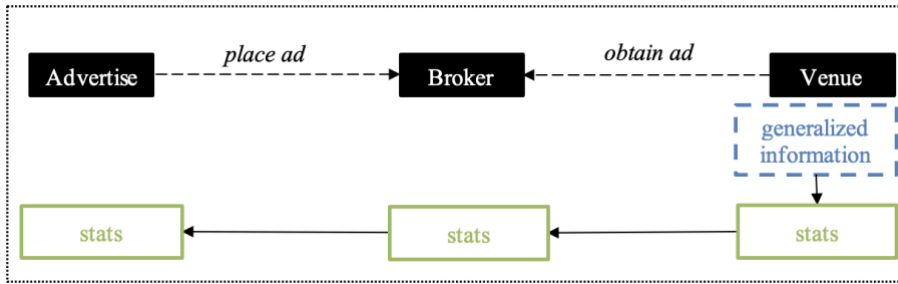 place ad
obtain ad
Advertise
Broker
Venue
generalized
information
stats
stats
stats